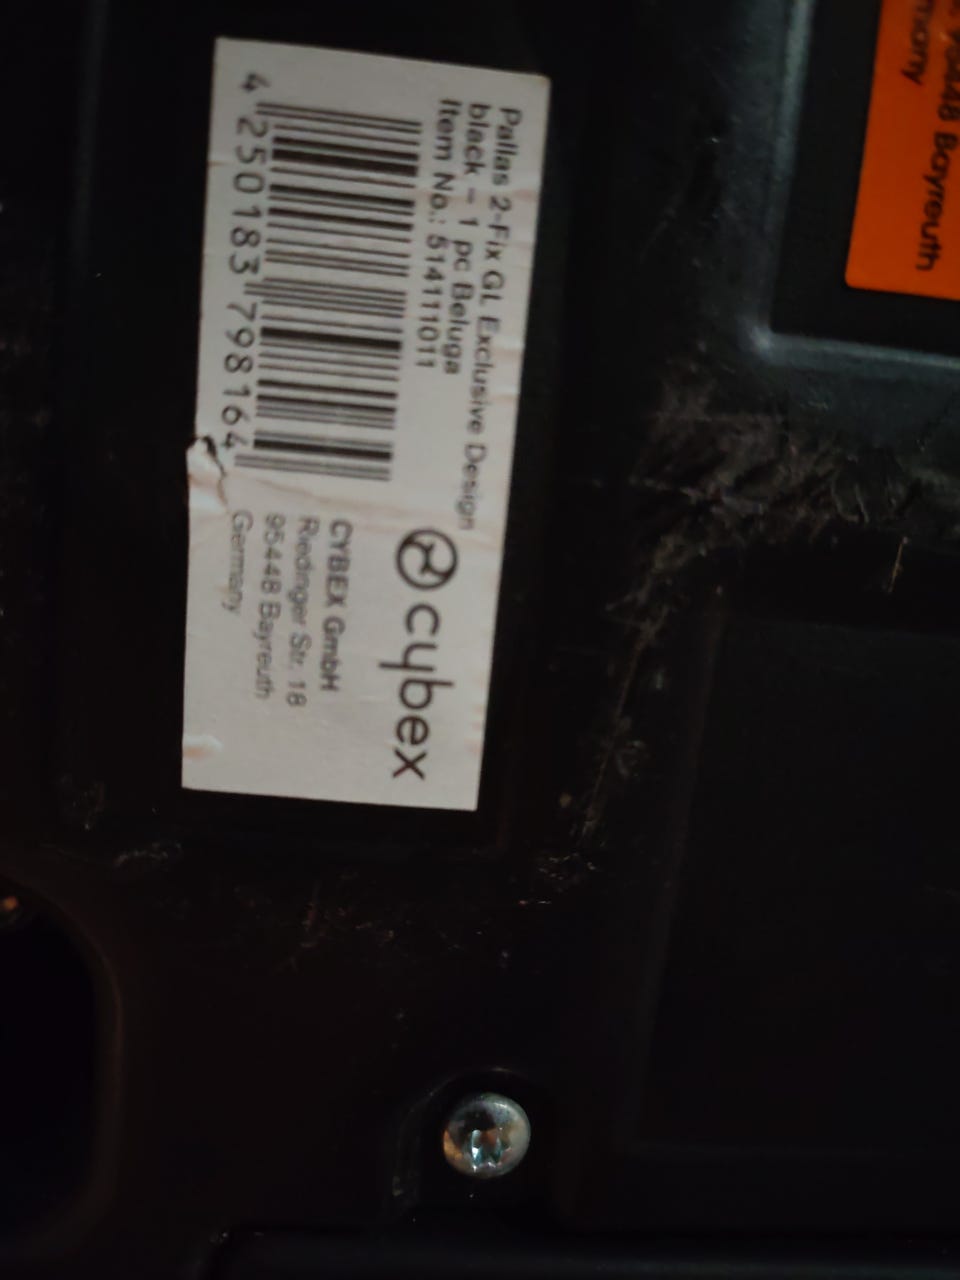 Pallas 2-Fix GL Exclusive Design
black – 1 pc Beluga
Item No.: 514111011
4 250183 798164
cybex
CYBEX GmbH
Riedinger Str. 18
95448 Bayreuth
Germany
95448 Bayreuth